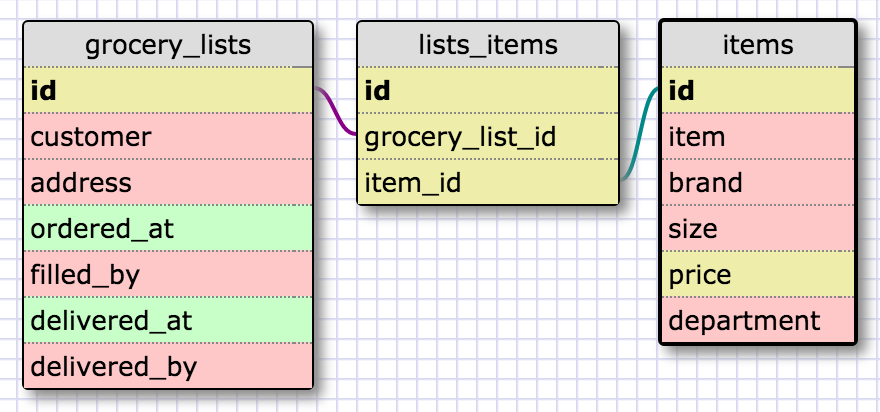 grocery_lists
id
customer
address
ordered_at
filled_by
delivered_at
delivered_by
lists_items
id
grocery_list_id
item_id
items
id
item
brand
size
price
department